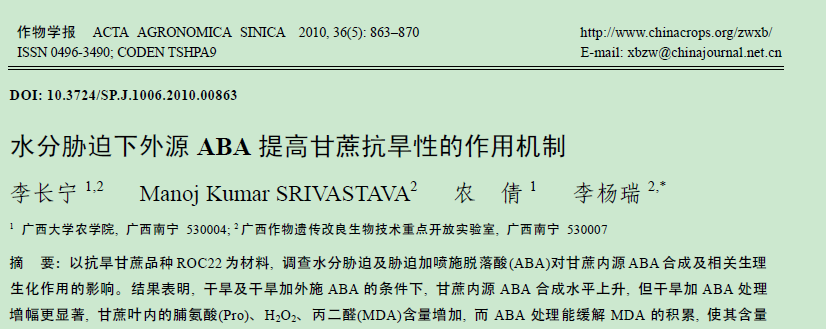 作物学报 ACTA AGRONOMICA SINICA 2010, 36(5): 863–870 http://www.chinacrops.org/zwxb/
ISSN 0496-3490; CODEN TSHPA9 E-mail: xbzw@chinajournal.net.cn
DOI: 10.3724/SP.J.1006.2010.00863
水分胁迫下外源 ABA 提高甘蔗抗旱性的作用机制
李长宁 1,2 Manoj Kumar SRIVASTAVA2 农 倩 1 李杨瑞 2,*
1 广西大学农学院, 广西南宁 530004; 2 广西作物遗传改良生物技术重点开放实验室, 广西南宁 530007
摘 要: 以抗旱甘蔗品种 ROC22 为材料, 调查水分胁迫及胁迫加喷施脱落酸(ABA)对甘蔗内源 ABA 合成及相关生理
生化作用的影响。结果表明, 干旱及干旱加外施 ABA 的条件下, 甘蔗内源 ABA 合成水平上升, 但干旱加 ABA 处理
增幅更显著, 甘蔗叶内的脯氨酸(Pro)、H2O2、丙二醛(MDA)含量增加, 而 ABA 处理能缓解 MDA 的积累, 使其含量